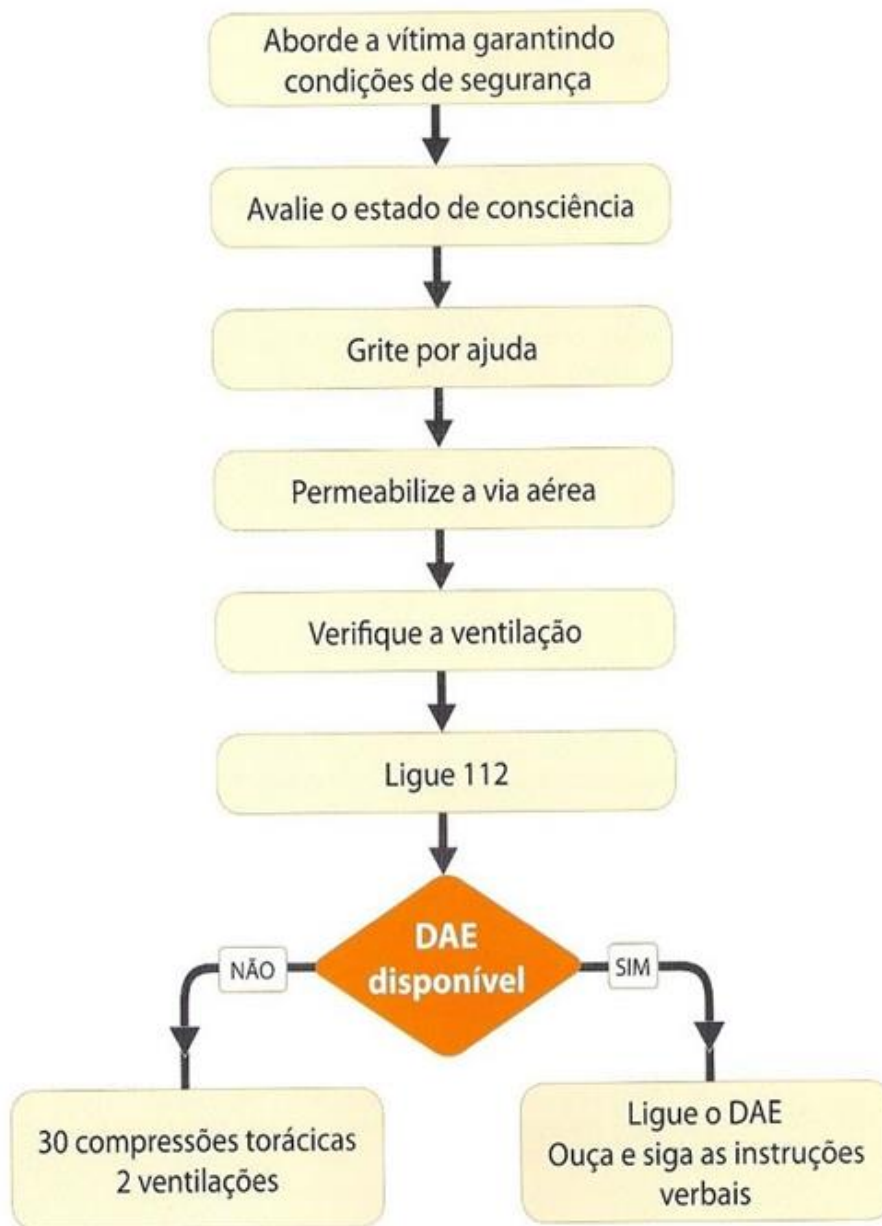 Aborde a vítima garantindo
condições de segurança
Avalie o estado de consciência
Grite por ajuda
Permeabilize a via aérea
Verifique a ventilação
Ligue 112
DAE
disponível
NÃO
SIM
30 compressões torácicas
2 ventilações
Ligue o DAE
Ouça e siga as instruções
verbais